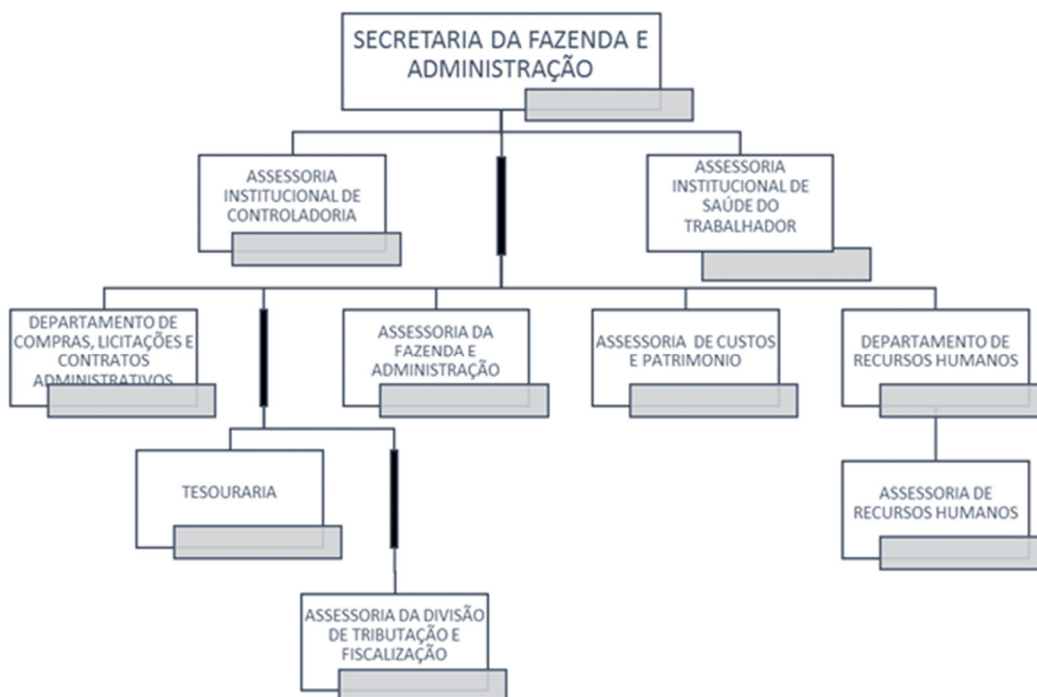 SECRETARIA DA FAZENDA E
ADMINISTRAÇÃO
ASSESSORIA
INSTITUCIONAL DE
CONTROLADORIA
ASSESSORIA
INSTITUCIONAL DE
SAÚDE DO
TRABALHADOR
DEPARTAMENTO DE
COMPRAS, LICITAÇÕES E
CONTRATOS
ADMINISTRATIVOS
ASSESSORIA DA
FAZENDA E
ADMINISTRAÇÃO
ASSESSORIA DE CUSTOS
E PATRIMONIO
DEPARTAMENTO DE
RECURSOS HUMANOS
TESOURARIA
ASSESSORIA DE
RECURSOS HUMANOS
ASSESSORIA DA DIVISÃO
DE TRIBUTAÇÃO E
FISCALIZAÇÃO